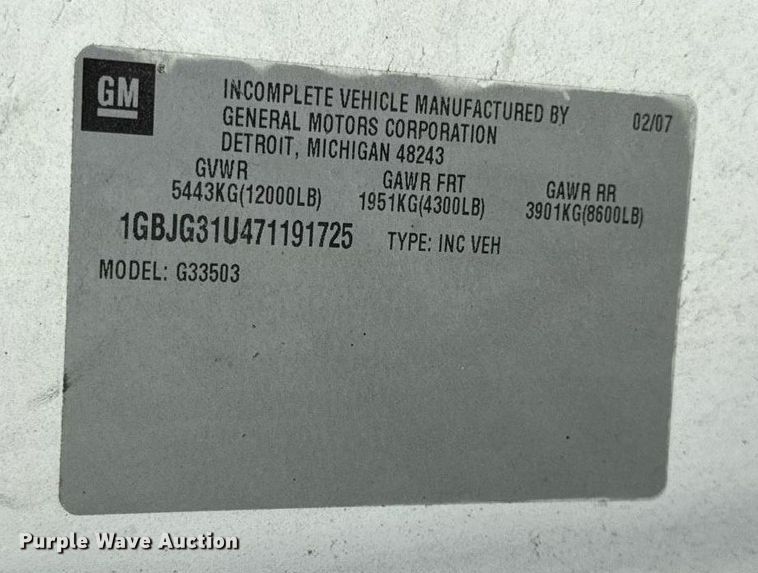 GM
INCOMPLETE VEHICLE MANUFACTURED BY
GENERAL MOTORS CORPORATION
DETROIT, MICHIGAN 48243
02/07
GVWR GAWR FRT GAWR RR
5443KG(12000LB) 1951KG(4300LB) 3901KG(8600LB)
1GBJG31U471191725 TYPE: INC VEH
MODEL: G33503
Purple Wave Auction